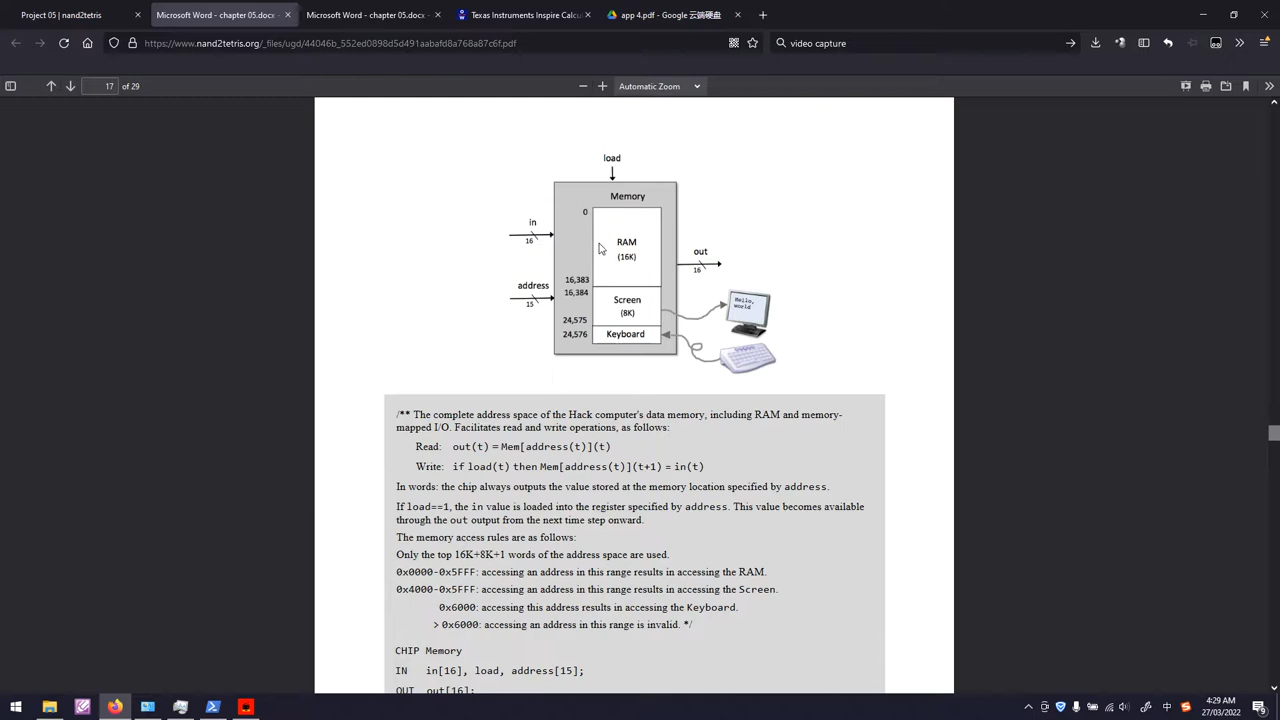 Project 05 | nand2tetris
Microsoft Word - chapter 05.docx -
Microsoft Word - chapter 05.docx -
Texas Instruments Inspire Calcu
app 4.pdf - Google 云端硬盘
https://www.nand2tetris.org/_files/ugd/44046b_552ed0898d5d491aabafd8a768a87c6f.pdf
video capture
17 of 29
Automatic Zoom
load
Memory
0
in
16
RAM
(16K)
out
16
address
15
16,383
16,384
Screen
(8K)
Hello,
world
24,575
24,576
Keyboard
/** The complete address space of the Hack computer's data memory, including RAM and memory-
mapped I/O. Facilitates read and write operations, as follows:
Read: out(t) = Mem[address(t)](t)
Write: if load(t) then Mem[address(t)](t+1) = in(t)
In words: the chip always outputs the value stored at the memory location specified by address.
If load==1, the in value is loaded into the register specified by address. This value becomes available
through the out output from the next time step onward.
The memory access rules are as follows:
Only the top 16K+8K+1 words of the address space are used.
0x0000-0x5FFF: accessing an address in this range results in accessing the RAM.
0x4000-0x5FFF: accessing an address in this range results in accessing the Screen.
0x6000: accessing this address results in accessing the Keyboard.
> 0x6000: accessing an address in this range is invalid. */
CHIP Memory
IN in[16], load, address[15];
OUT out[16];
中
4:29 AM
27/03/2022
9